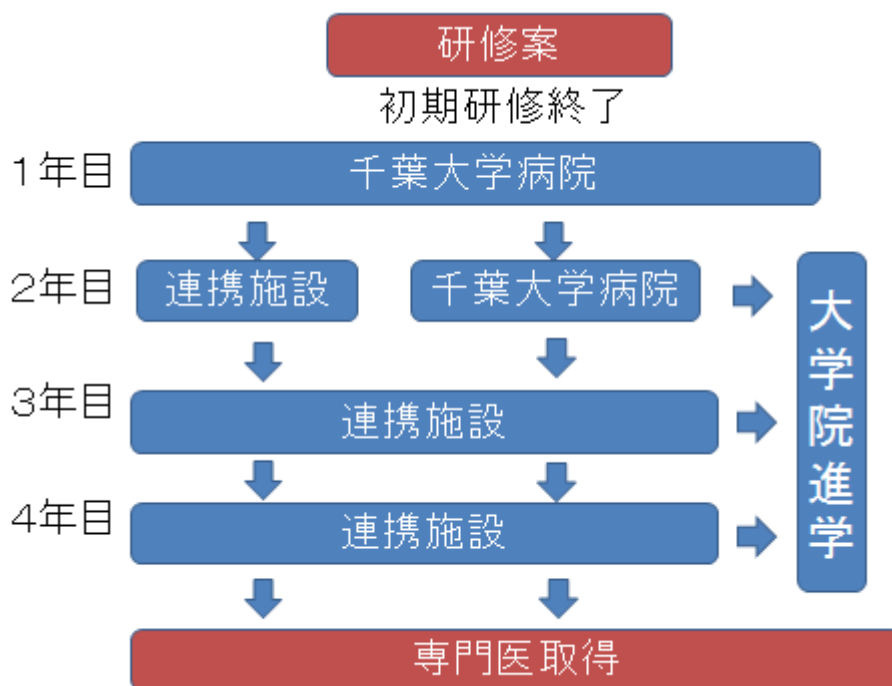 研修案
初期研修終了
1年目
千葉大学病院
2年目
連携施設
千葉大学病院
大学院進学
3年目
連携施設
4年目
連携施設
専門医取得